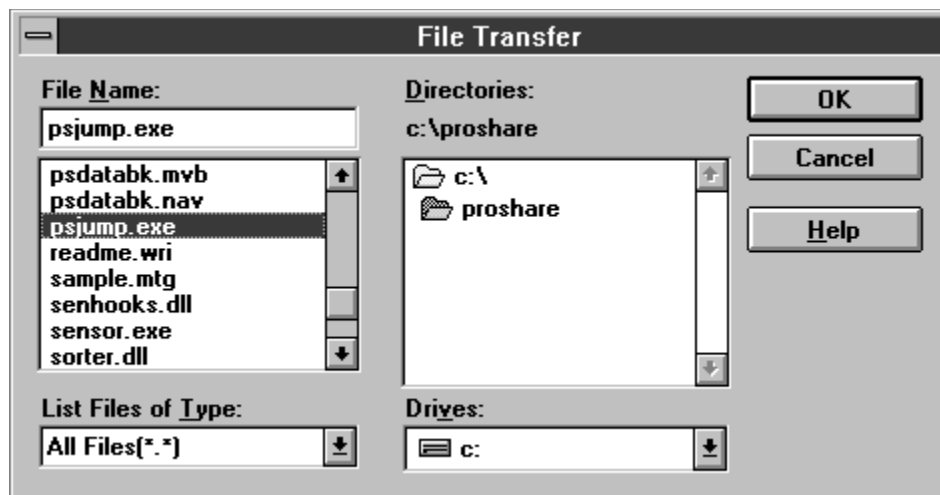 File Transfer
File Name:
psjump.exe
psdatabk.mvb
psdatabk.nav
psjump.exe
readme.wri
sample.mtg
senhooks.dll
sensor.exe
sorter.dll
List Files of Type:
All Files(*.*)
Directories:
c:\proshare
c:\
proshare
Drives:
c:
OK
Cancel
Help